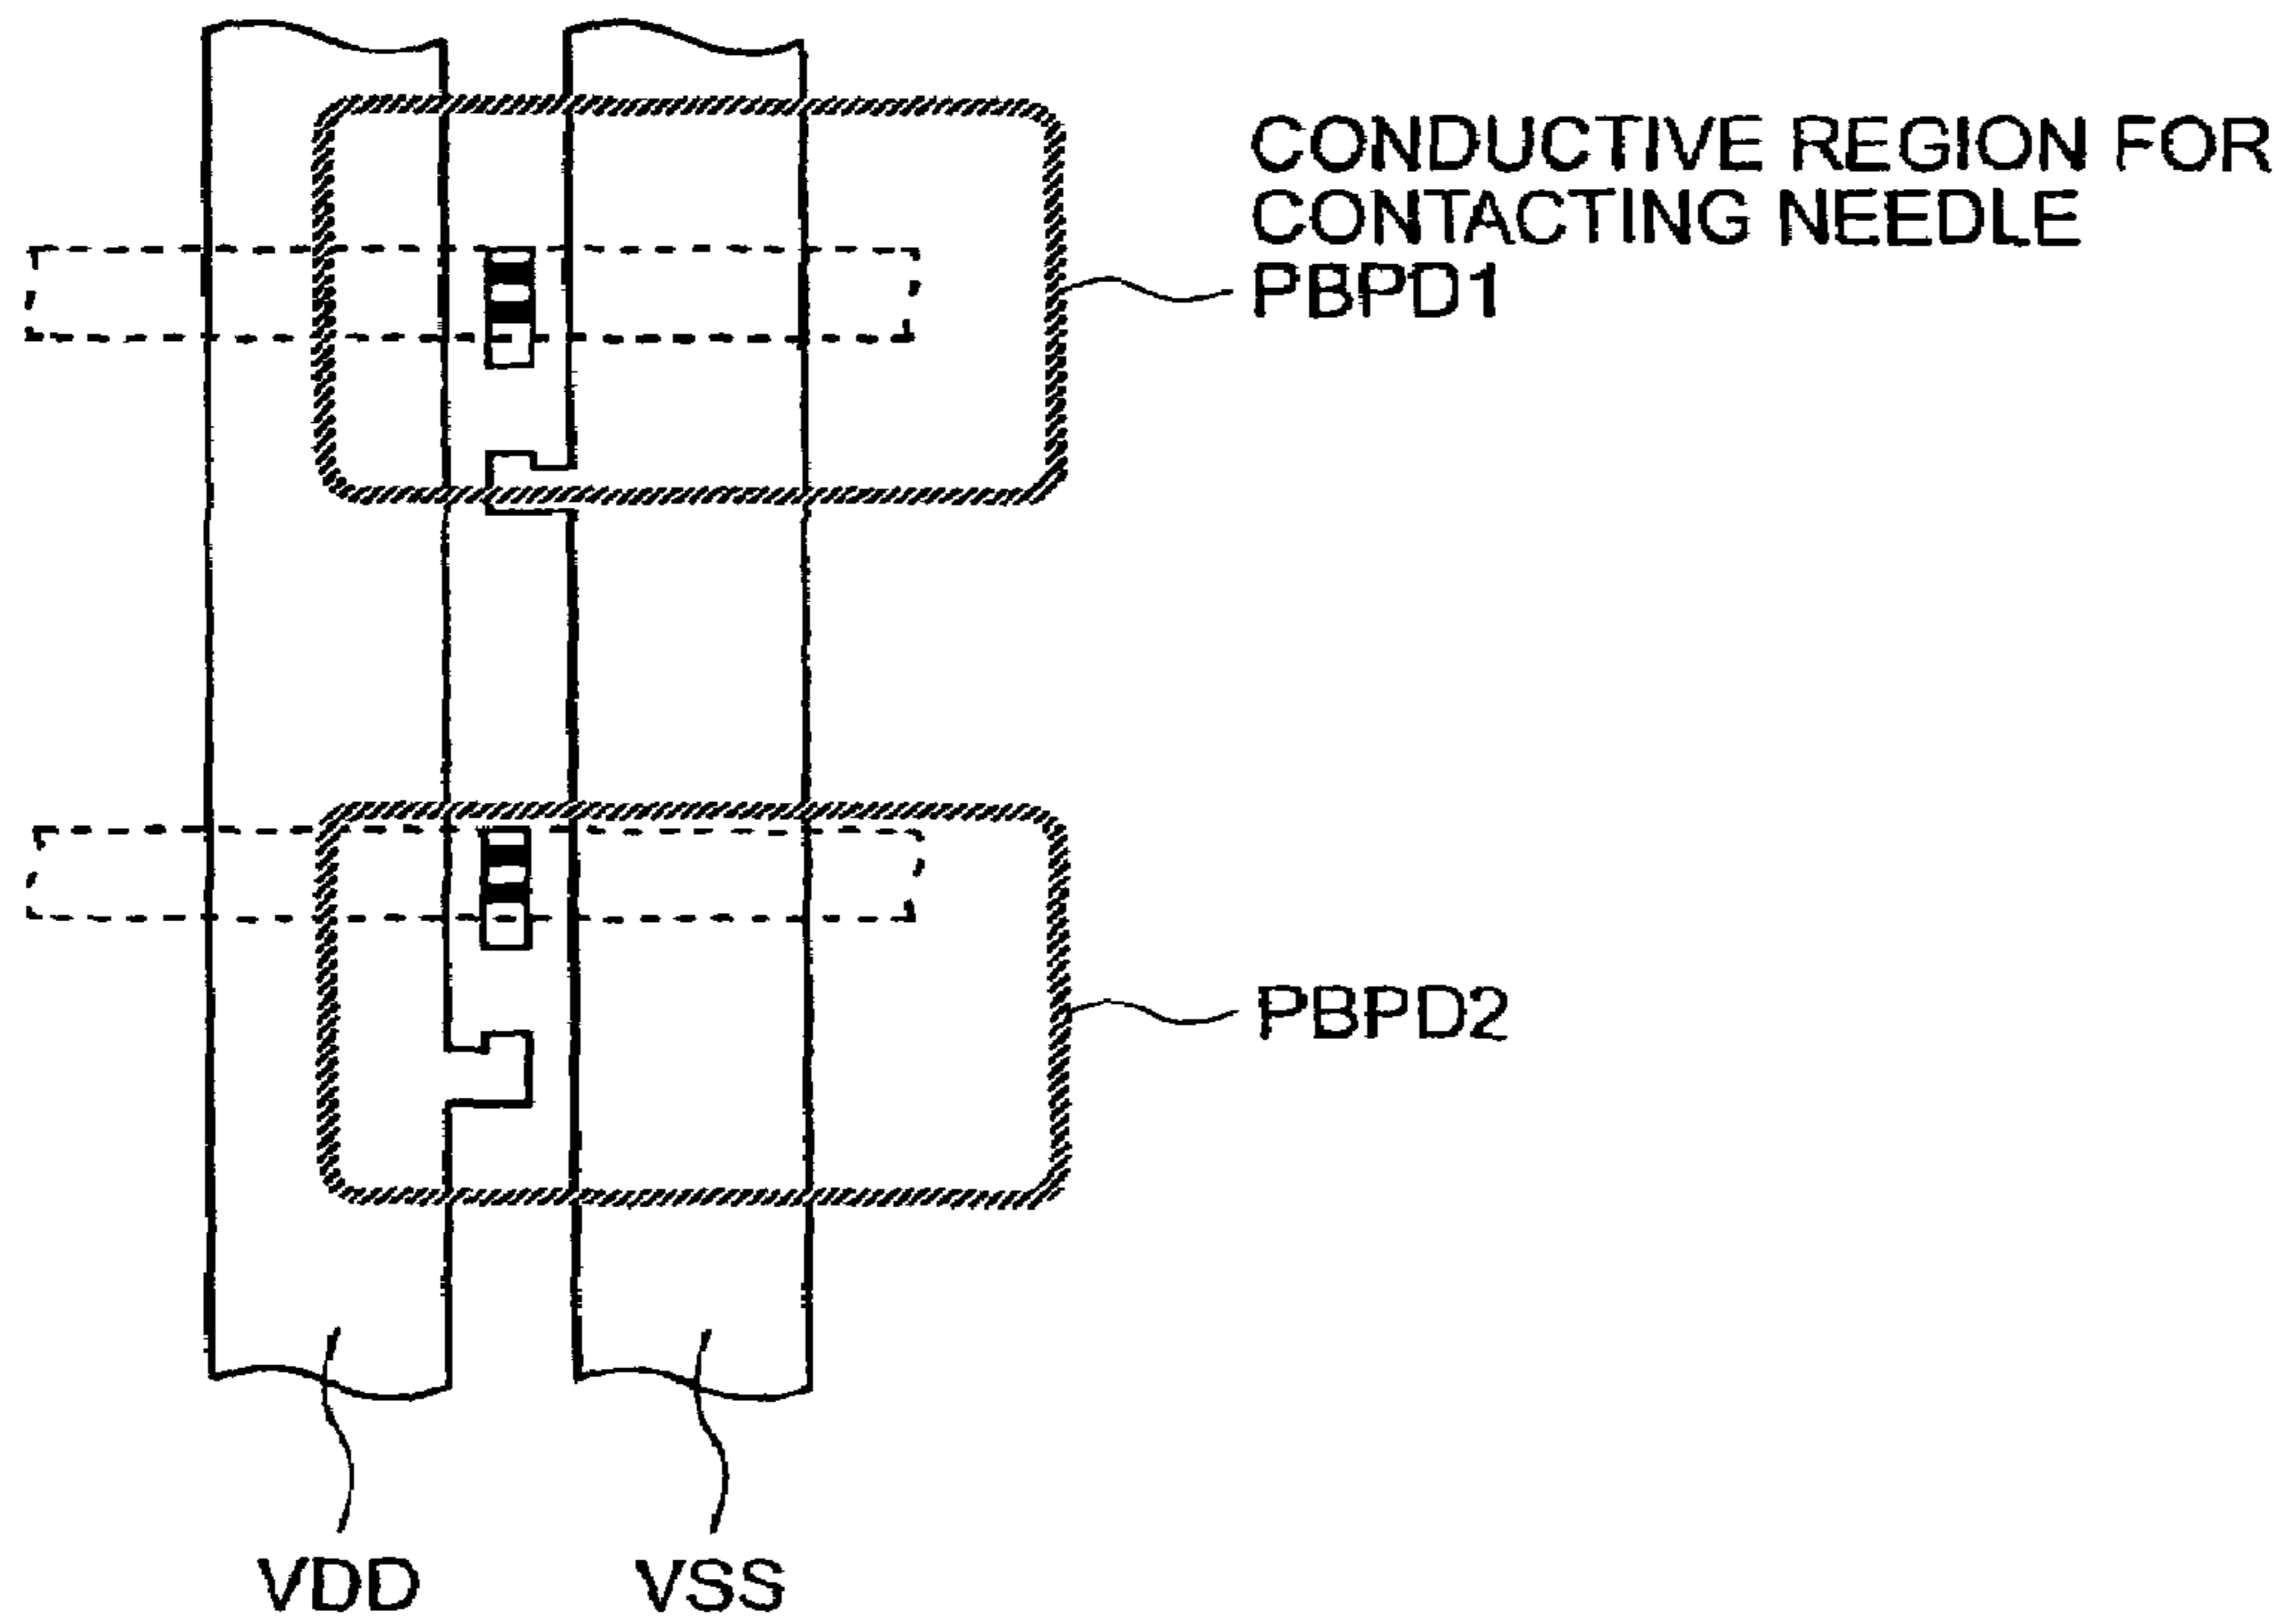 CONDUCTIVE REGION FOR
CONTACTING NEEDLE
PBPD1
PBPD2
VDD
VSS